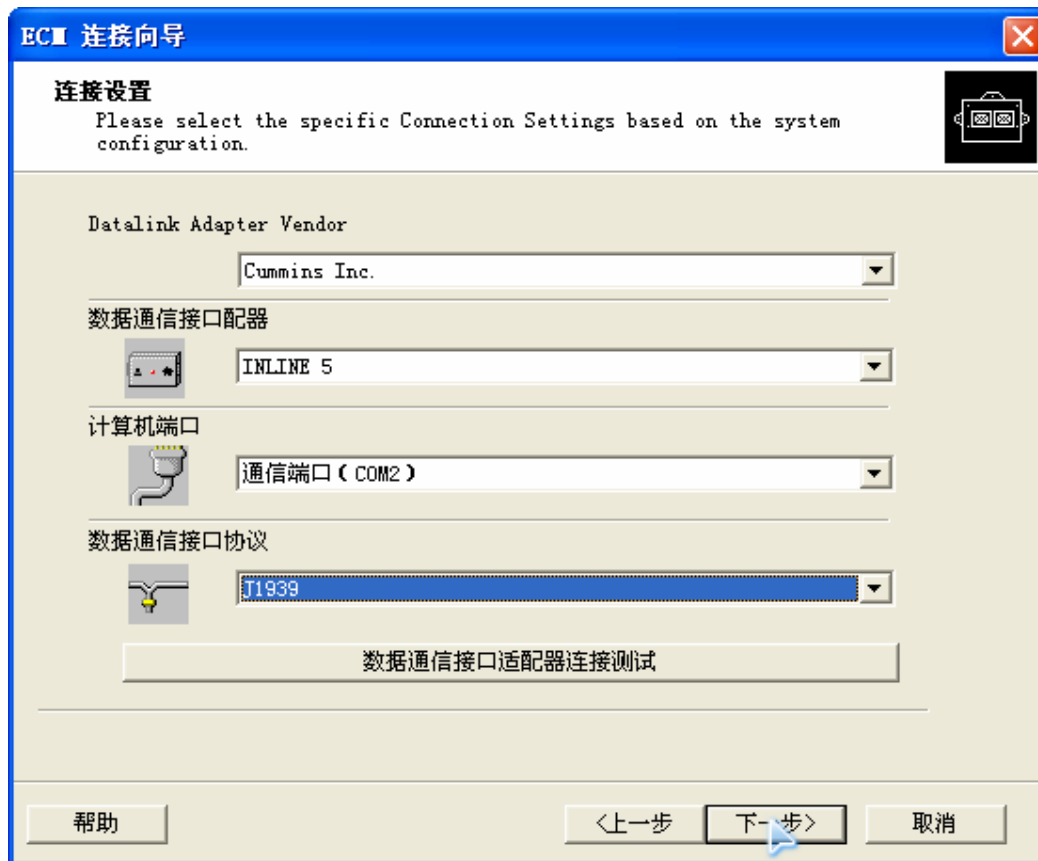 ECM 连接向导
连接设置
Please select the specific Connection Settings based on the system
configuration.
Datalink Adapter Vendor
Cummins Inc.
数据通信接口配器
INLINE 5
计算机端口
通信端口(COM2)
数据通信接口协议
J1939
数据通信接口适配器连接测试
帮助
<上一步
下一步>
取消